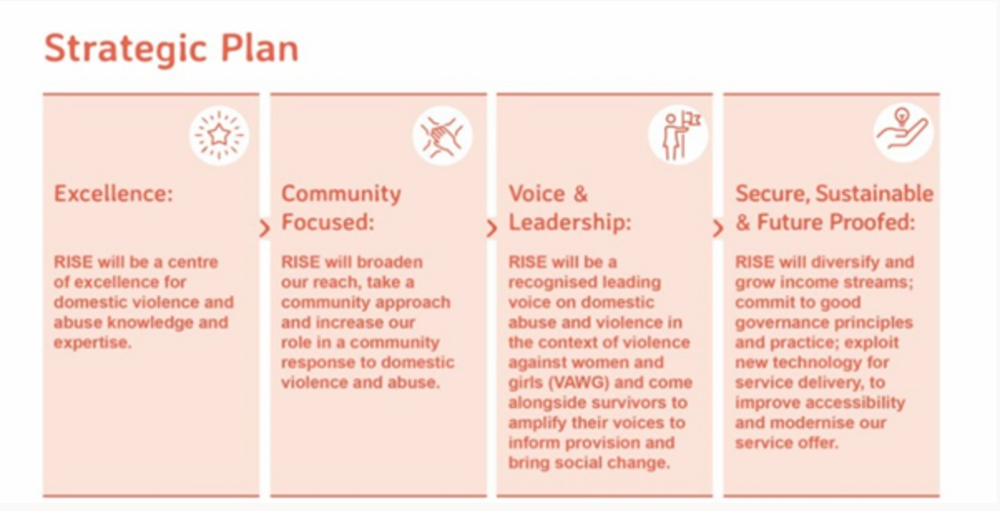 Strategic Plan
Excellence:
RISE will be a centre
of excellence for
domestic violence and
abuse knowledge and
expertise.
Community
Focused:
RISE will broaden
our reach, take a
community approach
and increase our
role in a community
response to domestic
violence and abuse.
Voice &
Leadership:
RISE will be a
recognised leading
voice on domestic
abuse and violence in
the context of violence
against women and
girls (VAWG) and come
alongside survivors to
amplify their voices to
inform provision and
bring social change.
Secure, Sustainable
& Future Proofed:
RISE will diversify and
grow income streams;
commit to good
governance principles
and practice; exploit
new technology for
service delivery, to
improve accessibility
and modernise our
service offer.